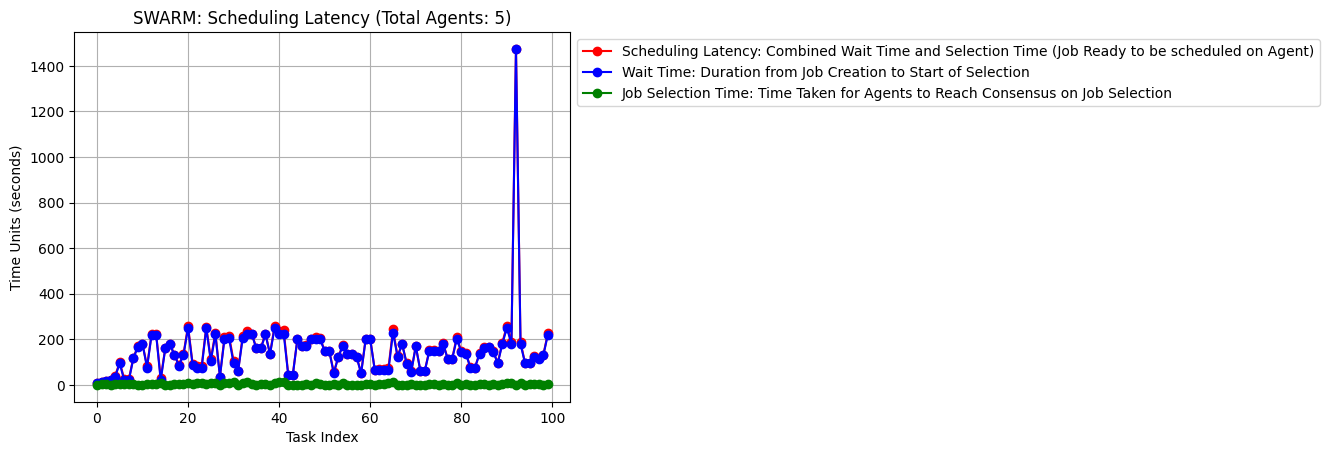 SWARM: Scheduling Latency (Total Agents: 5)
Scheduling Latency: Combined Wait Time and Selection Time (Job Ready to be scheduled on Agent)
Wait Time: Duration from Job Creation to Start of Selection
Job Selection Time: Time Taken for Agents to Reach Consensus on Job Selection
Time Units (seconds)
1400
1200
1000
800
600
400
200
0
0 20 40 60 80 100
Task Index